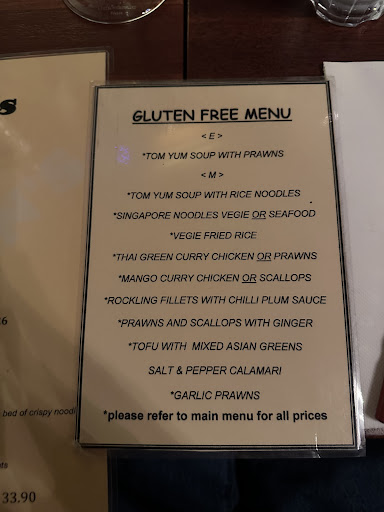 s
GLUTEN FREE MENU
< E >
*TOM YUM SOUP WITH PRAWNS
< M >
*TOM YUM SOUP WITH RICE NOODLES
*SINGAPORE NOODLES VEGIE OR SEAFOOD
*VEGIE FRIED RICE
*THAI GREEN CURRY CHICKEN OR PRAWNS
*MANGO CURRY CHICKEN OR SCALLOPS
*ROCKLING FILLETS WITH CHILLI PLUM SAUCE
*PRAWNS AND SCALLOPS WITH GINGER
*TOFU WITH MIXED ASIAN GREENS
SALT & PEPPER CALAMARI
*GARLIC PRAWNS
*please refer to main menu for all prices
bed of crispy
33.90